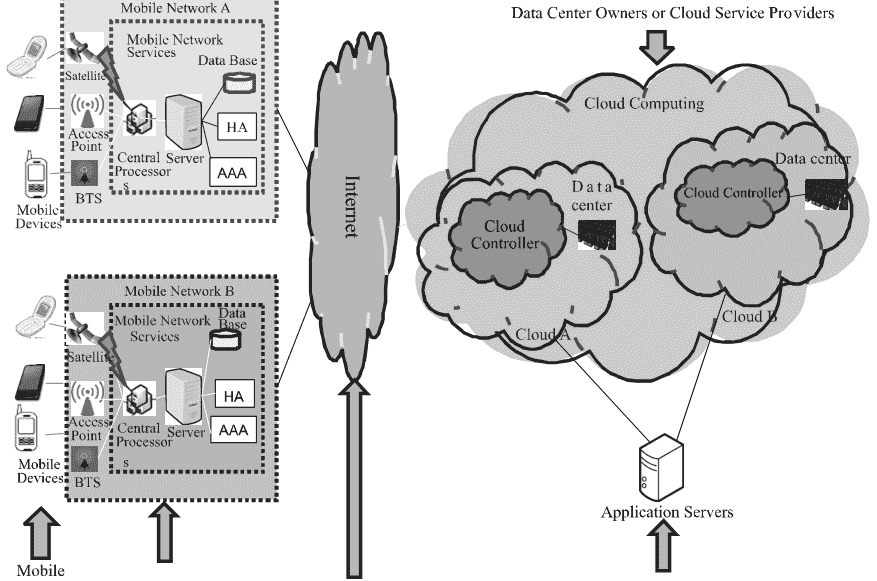 Mobile Network A
Mobile Network
Services
Satellite
Data Base
Access
Point
HA
Central
Processor
s
Server
AAA
BTS
Mobile
Devices
Mobile Network B
Mobile Network
Services
Data
Base
Satellite
Access
Point
HA
Central
Processor
s
Server
AAA
BTS
Mobile
Devices
Mobile
Internet
Data Center Owners or Cloud Service Providers
Cloud Computing
Data
center
Cloud
Controller
Cloud A
Data center
Cloud Controller
Cloud B
Application Servers